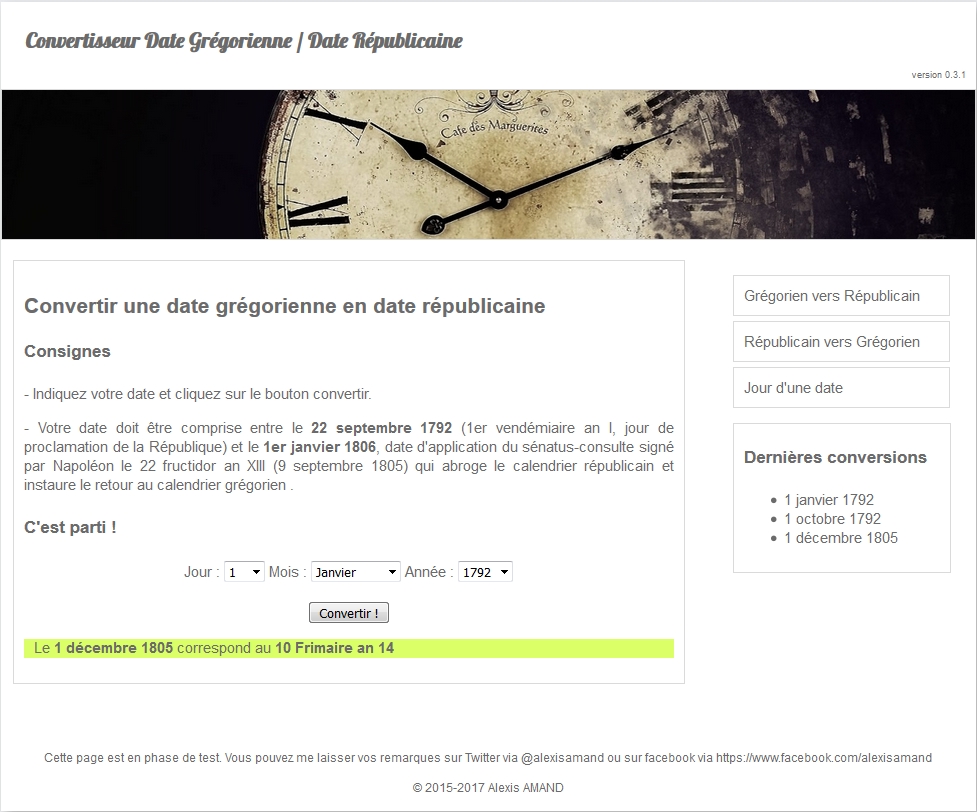 Convertisseur Date Grégorienne / Date Républicaine
version 0.3.1
Cafe des Marguerites
Convertir une date grégorienne en date républicaine
Consignes
- Indiquez votre date et cliquez sur le bouton convertir.
- Votre date doit être comprise entre le 22 septembre 1792 (1er vendémiaire an I, jour de
proclamation de la République) et le 1er janvier 1806, date d'application du sénatus-consulte signé
par Napoléon le 22 fructidor an XIII (9 septembre 1805) qui abroge le calendrier républicain et
instaure le retour au calendrier grégorien .
C'est parti !
Jour : 1 Mois : Janvier Année : 1792
Convertir !
Le 1 décembre 1805 correspond au 10 Frimaire an 14
Grégorien vers Républicain
Républicain vers Grégorien
Jour d'une date
Dernières conversions
1 janvier 1792
1 octobre 1792
1 décembre 1805
Cette page est en phase de test. Vous pouvez me laisser vos remarques sur Twitter via @alexisamand ou sur facebook via https://www.facebook.com/alexisamand
© 2015-2017 Alexis AMAND